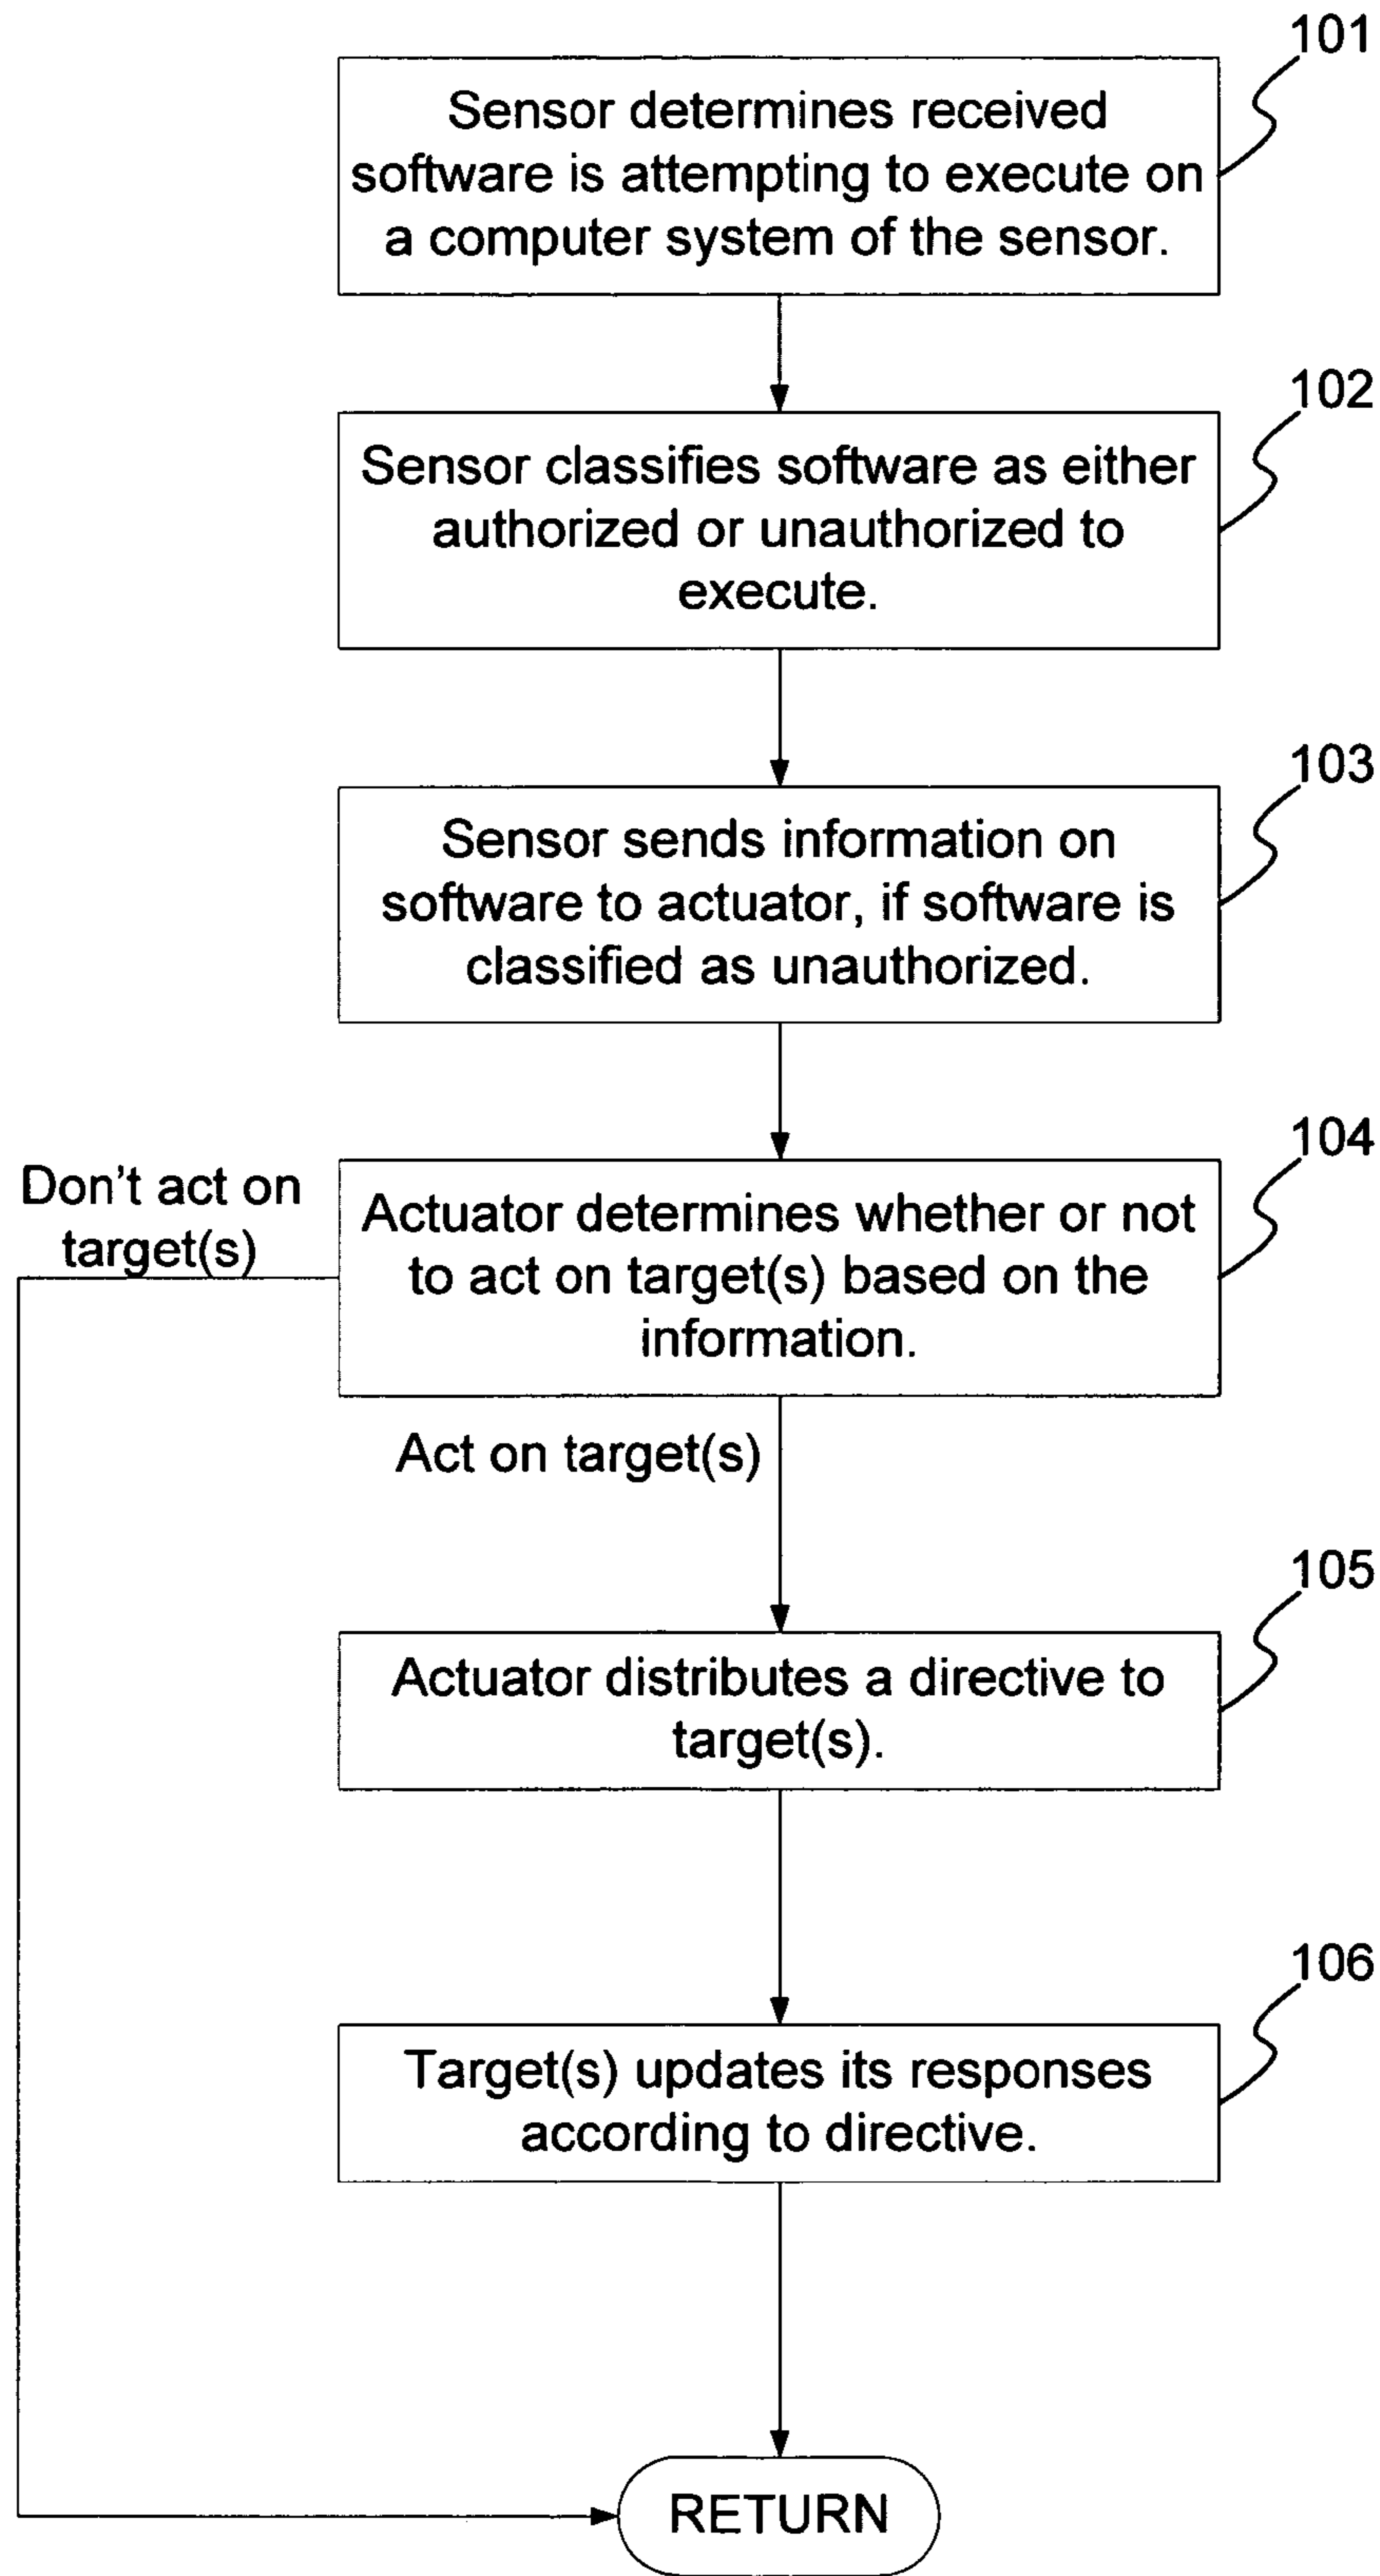 101
Sensor determines received
software is attempting to execute on
a computer system of the sensor.
102
Sensor classifies software as either
authorized or unauthorized to
execute.
103
Sensor sends information on
software to actuator, if software is
classified as unauthorized.
104
Don't act on
target(s)
Actuator determines whether or not
to act on target(s) based on the
information.
Act on target(s)
105
Actuator distributes a directive to
target(s).
106
Target(s) updates its responses
according to directive.
RETURN